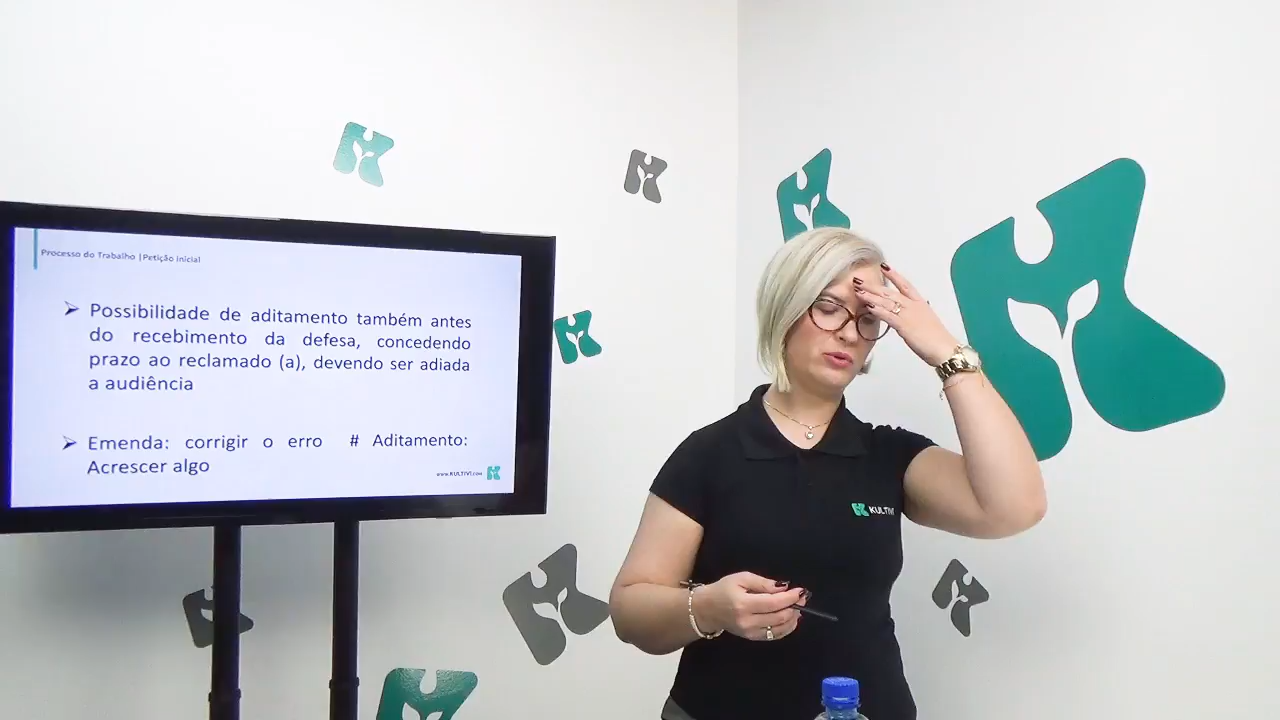 Processo do Trabalho |Petição Inicial
➢ Possibilidade de aditamento também antes
do recebimento da defesa, concedendo
prazo ao reclamado (a), devendo ser adiada
a audiência
➢ Emenda: corrigir o erro # Aditamento:
Acrescer algo
www.KULTIVI.com
KULTIVI